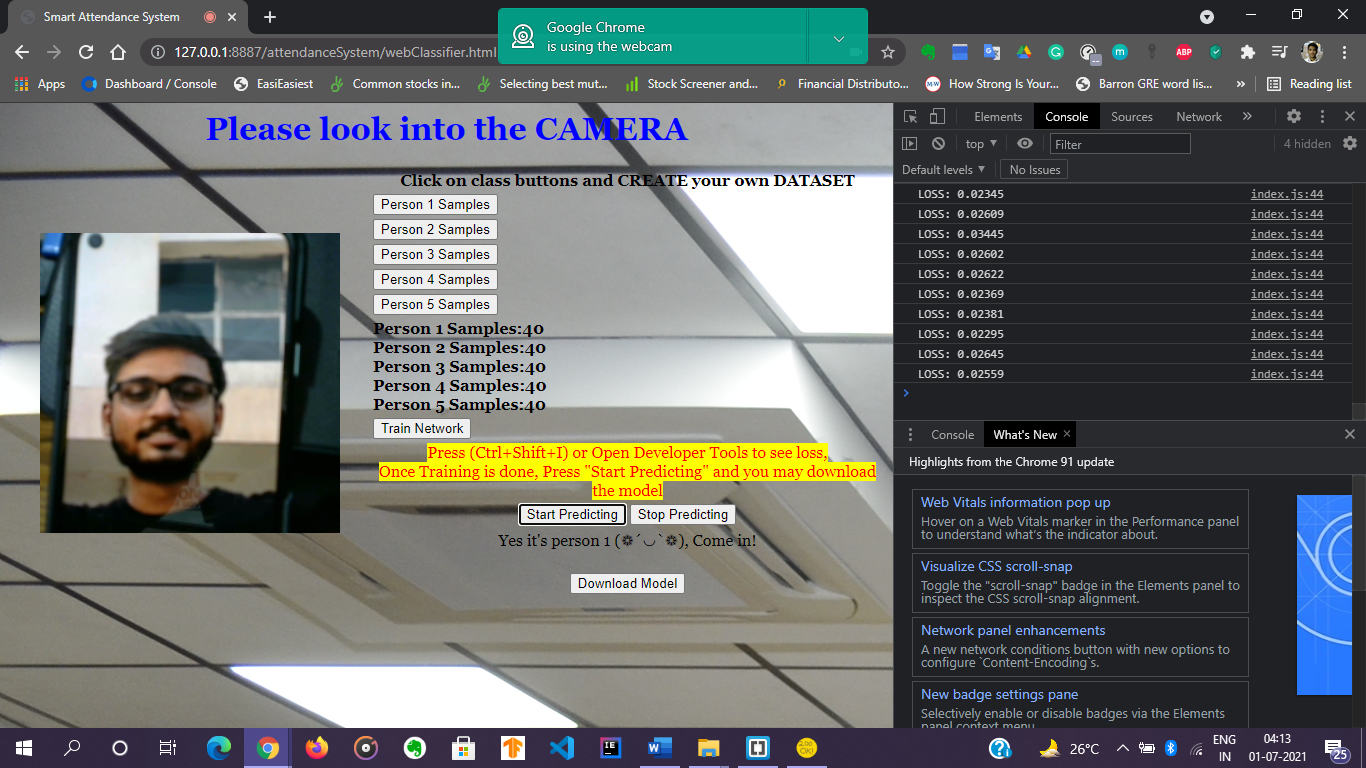 Smart Attendance System
Google Chrome
is using the webcam
127.0.0.1:8887/attendanceSystem/webClassifier.html
ABP
Apps
Dashboard / Console
EasiEasiest
Common stocks in...
Selecting best mut...
Stock Screener and...
Financial Distributo...
How Strong Is Your...
Barron GRE word lis...
»
Reading list
Please look into the CAMERA
Click on class buttons and CREATE your own DATASET
Person 1 Samples
Person 2 Samples
Person 3 Samples
Person 4 Samples
Person 5 Samples
Person 1 Samples:40
Person 2 Samples:40
Person 3 Samples:40
Person 4 Samples:40
Person 5 Samples:40
Train Network
Press (Ctrl+Shift+I) or Open Developer Tools to see loss,
Once Training is done, Press "Start Predicting" and you may download
the model
Start Predicting Stop Predicting
Yes it's person 1 (❁´◡`❁), Come in!
Download Model
Elements Console Sources Network »
top Filter 4 hidden
Default levels No Issues
LOSS: 0.02345 index.js:44
LOSS: 0.02609 index.js:44
LOSS: 0.03445 index.js:44
LOSS: 0.02602 index.js:44
LOSS: 0.02622 index.js:44
LOSS: 0.02369 index.js:44
LOSS: 0.02381 index.js:44
LOSS: 0.02295 index.js:44
LOSS: 0.02645 index.js:44
LOSS: 0.02559 index.js:44
Console What's New
Highlights from the Chrome 91 update
Web Vitals information pop up
Hover on a Web Vitals marker in the Performance panel
to understand what's the indicator about.
Visualize CSS scroll-snap
Toggle the "scroll-snap" badge in the Elements panel to
inspect the CSS scroll-snap alignment.
Network panel enhancements
A new network conditions button with new options to
configure `Content-Encoding`s.
New badge settings pane
Selectively enable or disable badges via the Elements
panel context menu.
26°C
ENG
IN
04:13
01-07-2021
25